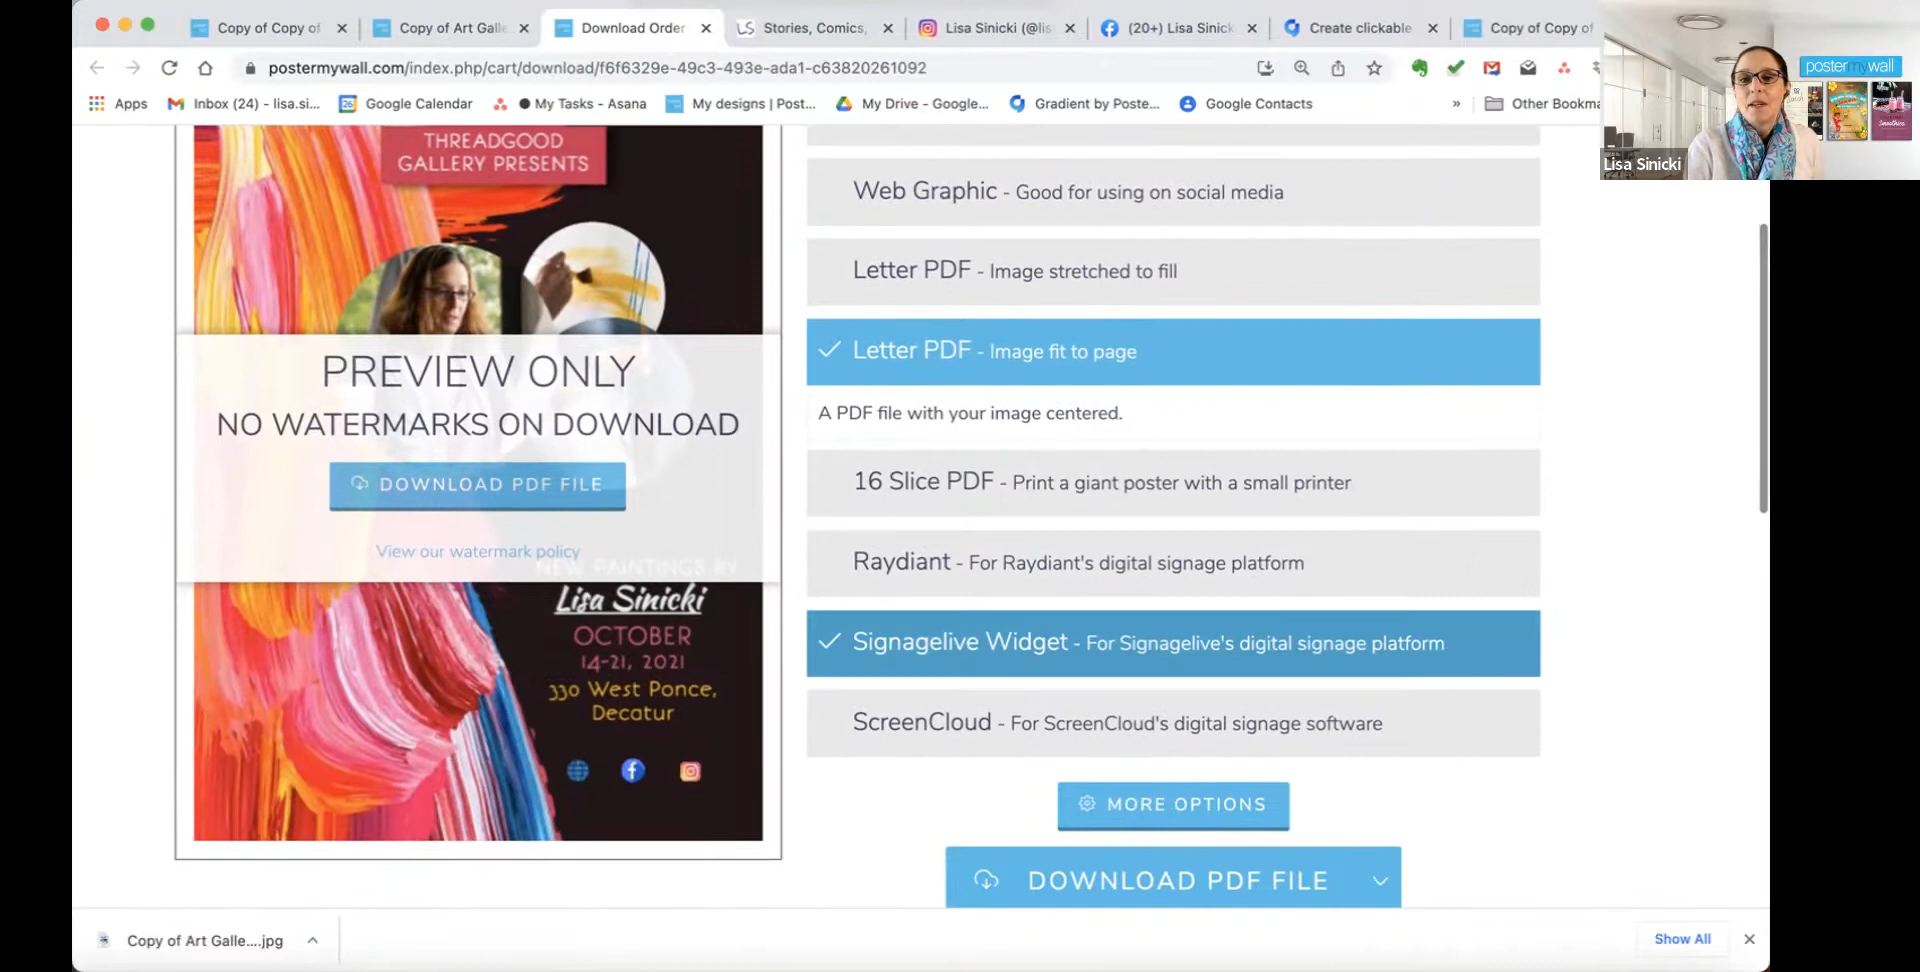 Copy of Copy of
Copy of Art Galle
Download Order
Stories, Comics,
Lisa Sinicki (@lis
(20+) Lisa Sinick
Create clickable
Copy of Copy of
postermywall.com/index.php/cart/download/f6f6329e-49c3-493e-ada1-c63820261092
Apps
Inbox (24) - lisa.si...
Google Calendar
My Tasks - Asana
My designs | Post...
My Drive - Google...
Gradient by Poste...
Google Contacts
»
Other Bookma
postermywall
Lisa Sinicki
THREADGOOD
GALLERY PRESENTS
PREVIEW ONLY
NO WATERMARKS ON DOWNLOAD
DOWNLOAD PDF FILE
View our watermark policy
NEW PAINTINGS BY
Lisa Sinicki
OCTOBER
14-21, 2021
330 West Ponce,
Decatur
Web Graphic - Good for using on social media
Letter PDF - Image stretched to fill
Letter PDF - Image fit to page
A PDF file with your image centered.
16 Slice PDF - Print a giant poster with a small printer
Raydiant - For Raydiant's digital signage platform
Signagelive Widget - For Signagelive's digital signage platform
ScreenCloud - For ScreenCloud's digital signage software
MORE OPTIONS
DOWNLOAD PDF FILE
Copy of Art Galle....jpg
Show All